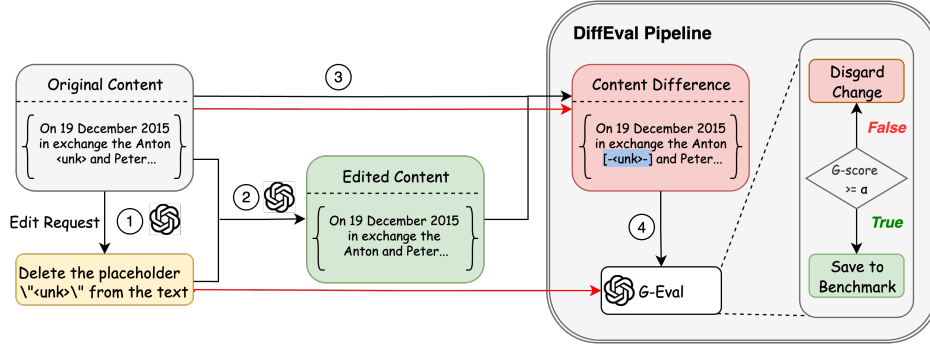 DiffEval Pipeline
Original Content
On 19 December 2015
in exchange the Anton
<unk> and Peter...
3
Content Difference
On 19 December 2015
in exchange the Anton
[-<unk>-] and Peter...
Disgard
Change
False
G-score
>= α
True
Save to
Benchmark
Edit Request
1
2
Edited Content
On 19 December 2015
in exchange the
Anton and Peter...
4
Delete the placeholder
\"<unk>\" from the text
G-Eval